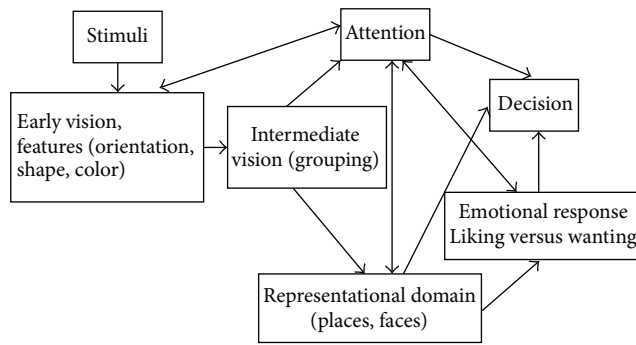 Stimuli
Attention
Early vision,
features (orientation,
shape, color)
Intermediate
vision (grouping)
Decision
Emotional response
Liking versus wanting
Representational domain
(places, faces)